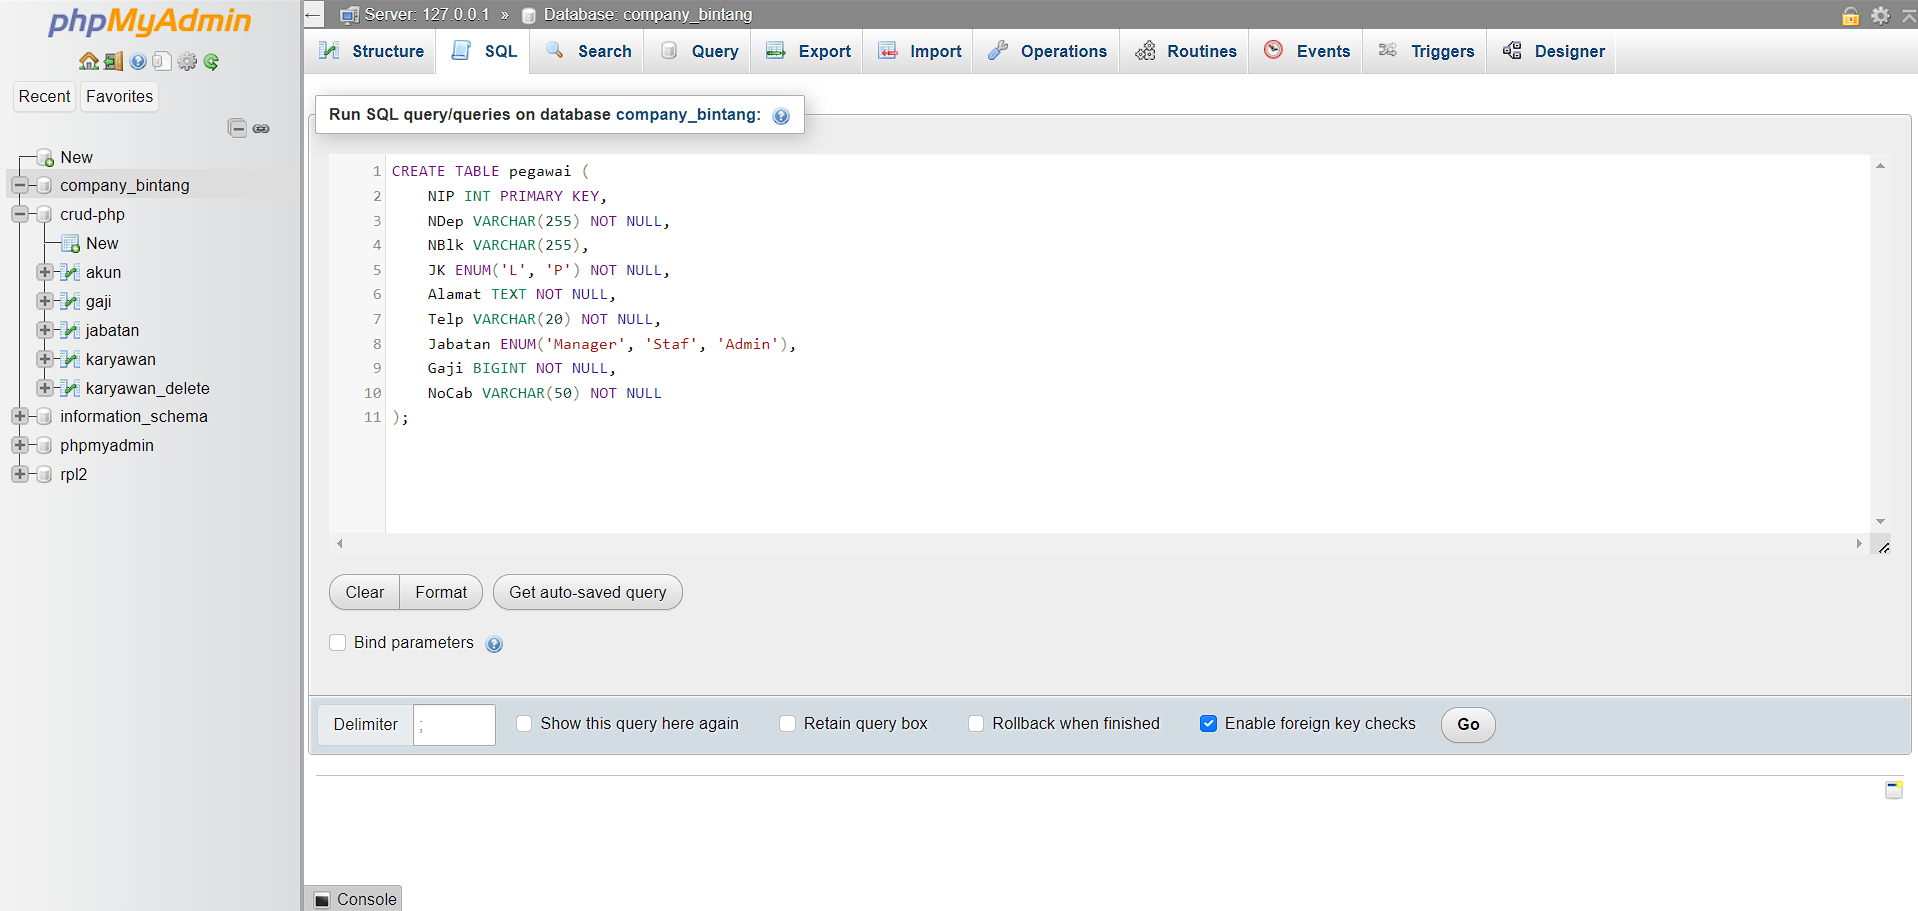 phpMyAdmin
Recent Favorites
New
company_bintang
crud-php
New
akun
gaji
jabatan
karyawan
karyawan_delete
information_schema
phpmyadmin
rpl2
Server: 127.0.0.1 » Database: company_bintang
Structure SQL Search Query Export Import Operations Routines Events Triggers Designer
Run SQL query/queries on database company_bintang:
1 CREATE TABLE pegawai (
2 NIP INT PRIMARY KEY,
3 NDep VARCHAR(255) NOT NULL,
4 NBlk VARCHAR(255),
5 JK ENUM('L', 'P') NOT NULL,
6 Alamat TEXT NOT NULL,
7 Telp VARCHAR(20) NOT NULL,
8 Jabatan ENUM('Manager', 'Staf', 'Admin'),
9 Gaji BIGINT NOT NULL,
10 NoCab VARCHAR(50) NOT NULL
11 );
Clear Format Get auto-saved query
Bind parameters
Delimiter ; Show this query here again Retain query box Rollback when finished Enable foreign key checks Go
Console